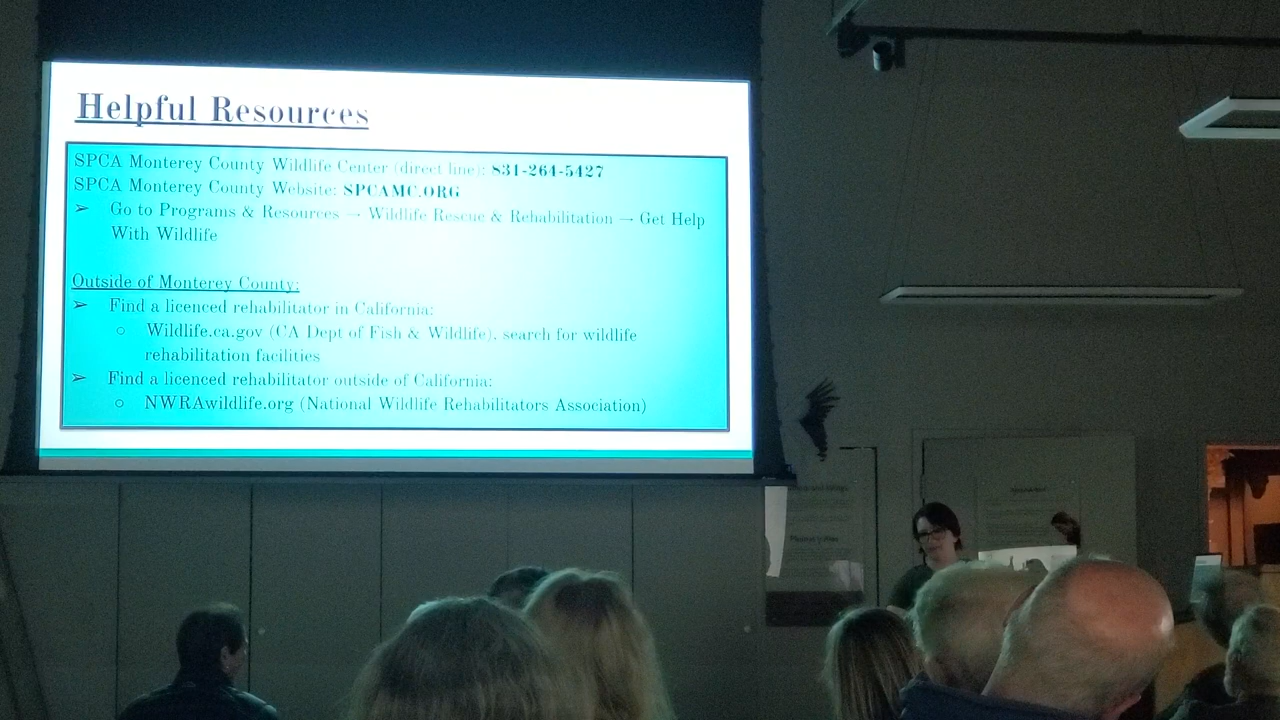 Helpful Resources
SPCA Monterey County Wildlife Center (direct line): 831-264-5427
SPCA Monterey County Website: SPCAMC.ORG
➢ Go to Programs & Resources → Wildlife Rescue & Rehabilitation → Get Help
With Wildlife
Outside of Monterey County:
➢ Find a licenced rehabilitator in California:
○ Wildlife.ca.gov (CA Dept of Fish & Wildlife), search for wildlife
rehabilitation facilities
➢ Find a licenced rehabilitator outside of California:
○ NWRAwildlife.org (National Wildlife Rehabilitators Association)